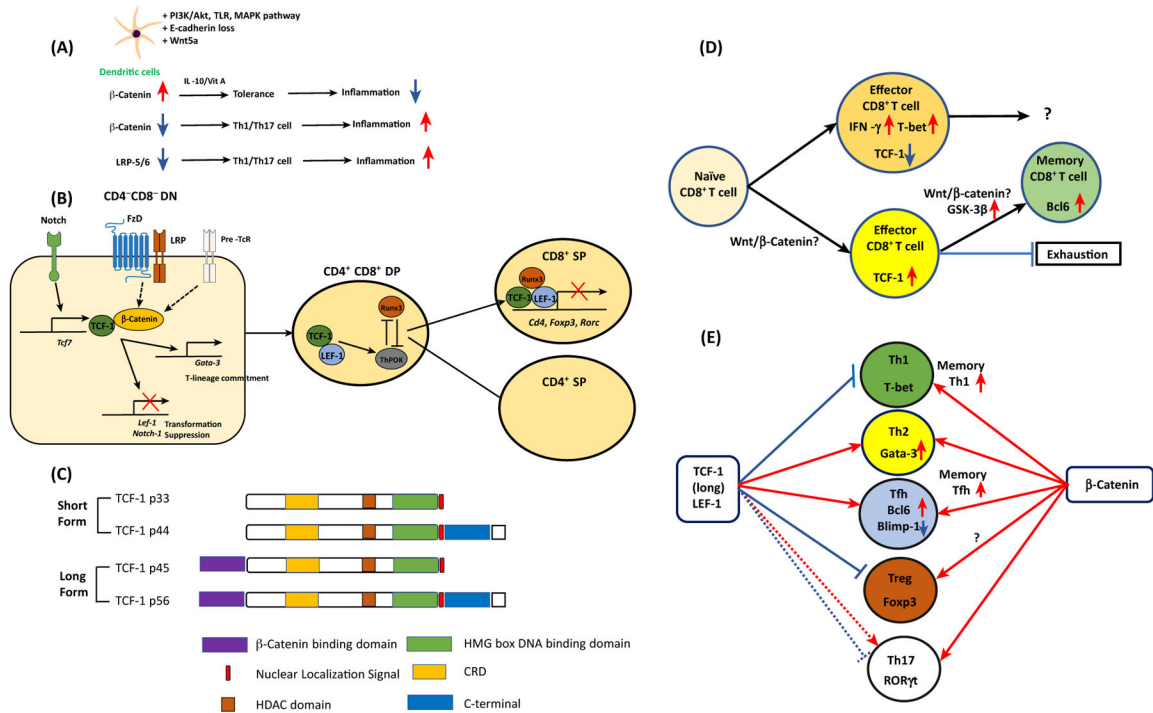 (A)
+ PI3K/Akt, TLR, MAPK pathway
+ E-cadherin loss
+ Wnt5a
Dendritic cells
β-Catenin
IL -10/Vit A
Tolerance
Inflammation
β-Catenin
Th1/Th17 cell
Inflammation
LRP-5/6
Th1/Th17 cell
Inflammation
(B)
CD4⁻CD8⁻ DN
Notch
FzD
LRP
Pre -TcR
TCF-1
β-Catenin
Tcf7
Gata-3
T-lineage commitment
Lef-1
Notch-1
Transformation
Suppression
CD4⁺ CD8⁺ DP
Runx3
TCF-1
LEF-1
ThPOK
CD8⁺ SP
Runx3
TCF-1
LEF-1
Cd4, Foxp3, Rorc
CD4⁺ SP
(C)
Short
Form
TCF-1 p33
TCF-1 p44
Long
Form
TCF-1 p45
TCF-1 p56
β-Catenin binding domain
HMG box DNA binding domain
Nuclear Localization Signal
CRD
HDAC domain
C-terminal
(D)
Naïve
CD8⁺ T cell
Effector
CD8⁺ T cell
IFN -γ
T-bet
TCF-1
?
Wnt/β-Catenin?
Effector
CD8⁺ T cell
TCF-1
Wnt/β-catenin?
GSK-3β
Memory
CD8⁺ T cell
Bcl6
Exhaustion
(E)
TCF-1
(long)
LEF-1
Th1
T-bet
Memory
Th1
Th2
Gata-3
Tfh
Bcl6
Blimp-1
Memory
Tfh
?
Treg
Foxp3
Th17
RORγt
β-Catenin